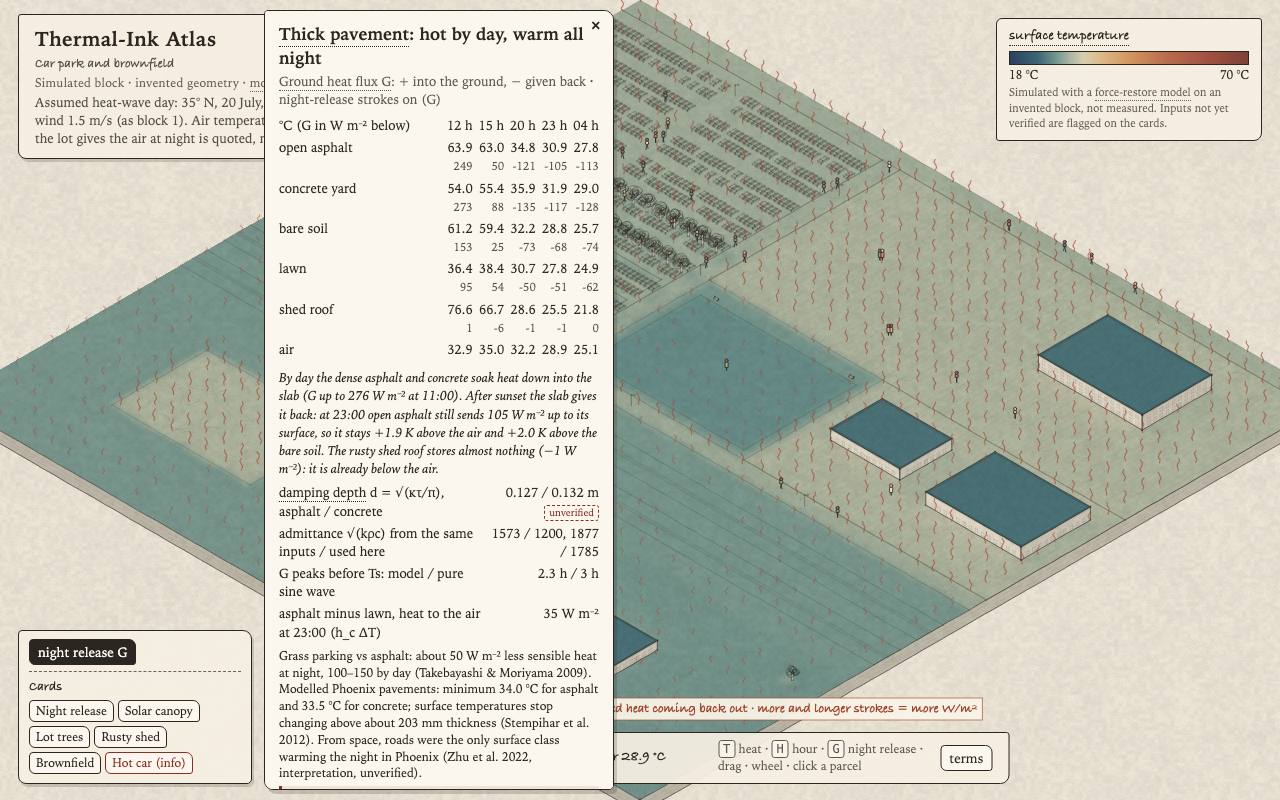 Thermal-Ink Atlas
Car park and brownfield
Simulated block · invented geometry ·
Assumed heat-wave day: 35° N, 20 July,
wind 1.5 m/s (as block 1). Air temperat
the lot gives the air at night is quoted,
×
Thick pavement: hot by day, warm all
night
Ground heat flux G: + into the ground, − given back ·
night-release strokes on (G)
°C (G in W m⁻² below) 12 h 15 h 20 h 23 h 04 h
open asphalt 63.9 63.0 34.8 30.9 27.8
249 50 -121 -105 -113
concrete yard 54.0 55.4 35.9 31.9 29.0
273 88 -135 -117 -128
bare soil 61.2 59.4 32.2 28.8 25.7
153 25 -73 -68 -74
lawn 36.4 38.4 30.7 27.8 24.9
95 54 -50 -51 -62
shed roof 76.6 66.7 28.6 25.5 21.8
1 -6 -1 -1 0
air 32.9 35.0 32.2 28.9 25.1
By day the dense asphalt and concrete soak heat down into the
slab (G up to 276 W m⁻² at 11:00). After sunset the slab gives
it back: at 23:00 open asphalt still sends 105 W m⁻² up to its
surface, so it stays +1.9 K above the air and +2.0 K above the
bare soil. The rusty shed roof stores almost nothing (−1 W
m⁻²): it is already below the air.
damping depth d = √(κτ/π), 0.127 / 0.132 m
asphalt / concrete unverified
admittance √(kρc) from the same 1573 / 1200, 1877
inputs / used here / 1785
G peaks before Ts: model / pure 2.3 h / 3 h
sine wave
asphalt minus lawn, heat to the air 35 W m⁻²
at 23:00 (h_c ΔT)
Grass parking vs asphalt: about 50 W m⁻² less sensible heat
at night, 100–150 by day (Takebayashi & Moriyama 2009).
Modelled Phoenix pavements: minimum 34.0 °C for asphalt
and 33.5 °C for concrete; surface temperatures stop
changing above about 203 mm thickness (Stempihar et al.
2012). From space, roads were the only surface class
warming the night in Phoenix (Zhu et al. 2022,
interpretation, unverified).
surface temperature
18 °C 70 °C
Simulated with a force-restore model on an
invented block, not measured. Inputs not yet
verified are flagged on the cards.
night release G
Cards
Night release Solar canopy
Lot trees Rusty shed
Brownfield Hot car (info)
d heat coming back out · more and longer strokes = more W/m²
r 28.9 °C
T heat · H hour · G night release ·
drag · wheel · click a parcel
terms